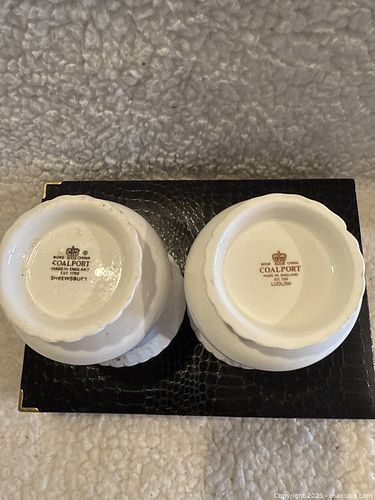 BONE CHINA
COALPORT
MADE IN ENGLAND
EST. 1750
SHREWSBURY
®
BONE CHINA
COALPORT
MADE IN ENGLAND
EST. 1750
LUDLOW
Copyright 2025 - maxsold.com